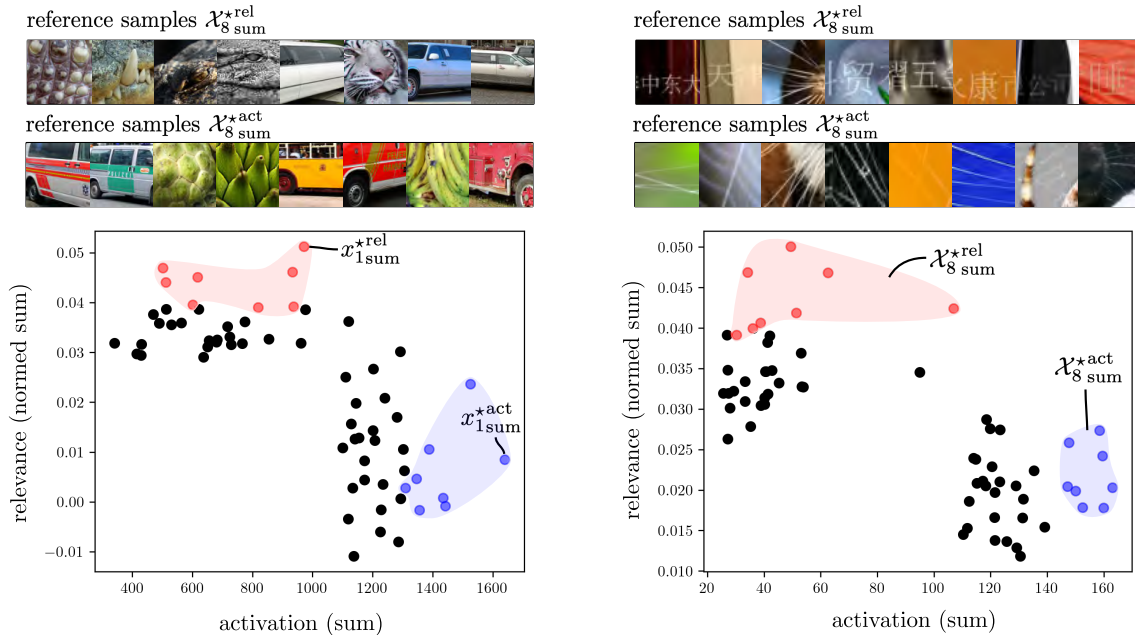 reference samples 𝒳⋆rel 8 sum
reference samples 𝒳⋆act 8 sum
0.05
0.04
0.03
0.02
0.01
0.00
−0.01
relevance (normed sum)
x⋆rel 1sum
x⋆act 1sum
400 600 800 1000 1200 1400 1600
activation (sum)
reference samples 𝒳⋆rel 8 sum
中东大 天 贸 五 康市 公司
reference samples 𝒳⋆act 8 sum
0.050
0.045
0.040
0.035
0.030
0.025
0.020
0.015
0.010
relevance (normed sum)
𝒳⋆rel 8 sum
𝒳⋆act 8 sum
20 40 60 80 100 120 140 160
activation (sum)